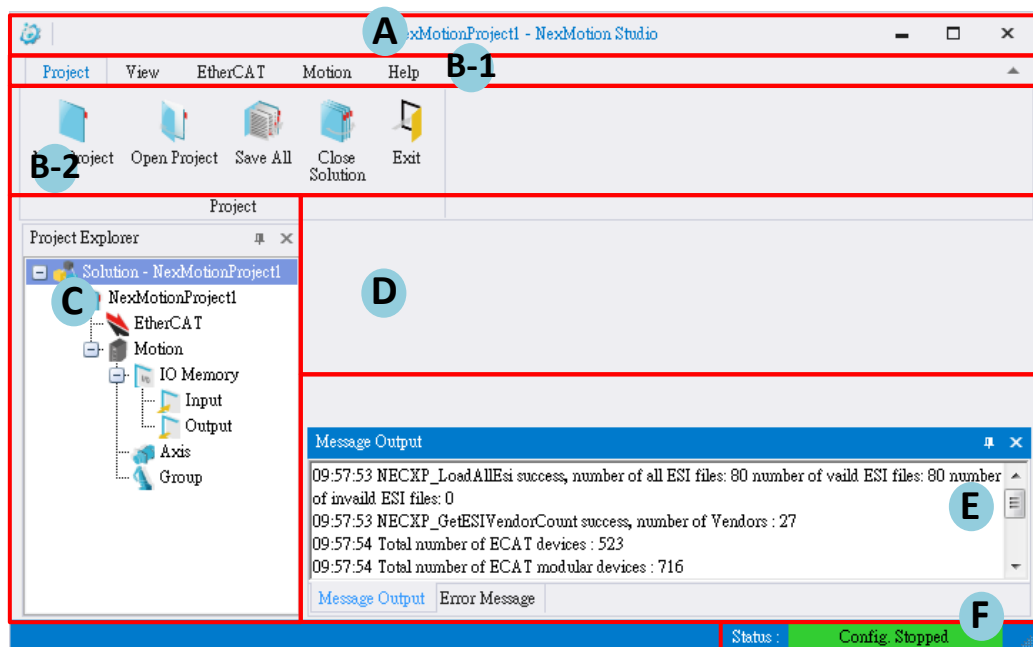 A
exMotionProject1 - NexMotion Studio
Project View EtherCAT Motion Help B-1
B-2 Project Open Project Save All Close Solution Exit
Project
Project Explorer
Solution - NexMotionProject1
C
NexMotionProject1
D
EtherCAT
Motion
IO Memory
Input
Output
Axis
Group
Message Output
09:57:53 NECXP_LoadAllEsi success, number of all ESI files: 80 number of vaild ESI files: 80 number
of invaild ESI files: 0
E
09:57:53 NECXP_GetESIVendorCount success, number of Vendors : 27
09:57:54 Total number of ECAT devices : 523
09:57:54 Total number of ECAT modular devices : 716
Message Output Error Message
F
Status : Config. Stopped